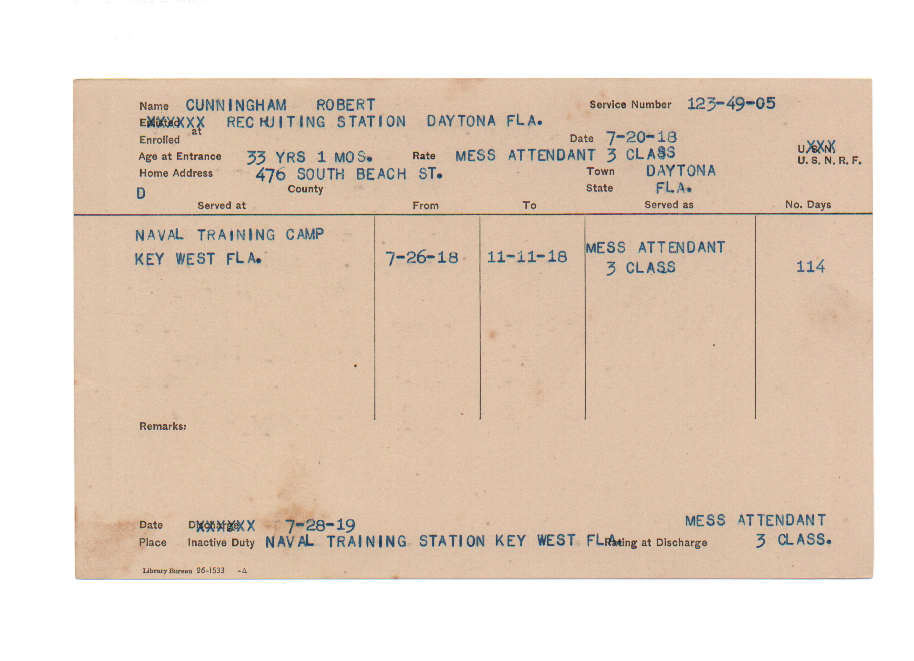 Name CUNNINGHAM ROBERT Service Number 123-49-05
Enlisted XXXXXX at RECRUITING STATION DAYTONA FLA.
Enrolled Date 7-20-18
Age at Entrance 33 YRS 1 MOS. Rate MESS ATTENDANT 3 CLASS U.S.N. XXX
U. S. N. R. F.
Home Address 476 SOUTH BEACH ST. Town DAYTONA
D County State FLA.
Served at From To Served as No. Days
NAVAL TRAINING CAMP
KEY WEST FLA. 7-26-18 11-11-18 MESS ATTENDANT
3 CLASS 114
Remarks:
Date Discharge XXXXXX 7-28-19 MESS ATTENDANT
Place Inactive Duty NAVAL TRAINING STATION KEY WEST FLA. Rating at Discharge 3 CLASS.
Library Bureau 26-1533 -A